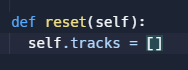 def reset(self):
    self.tracks = []